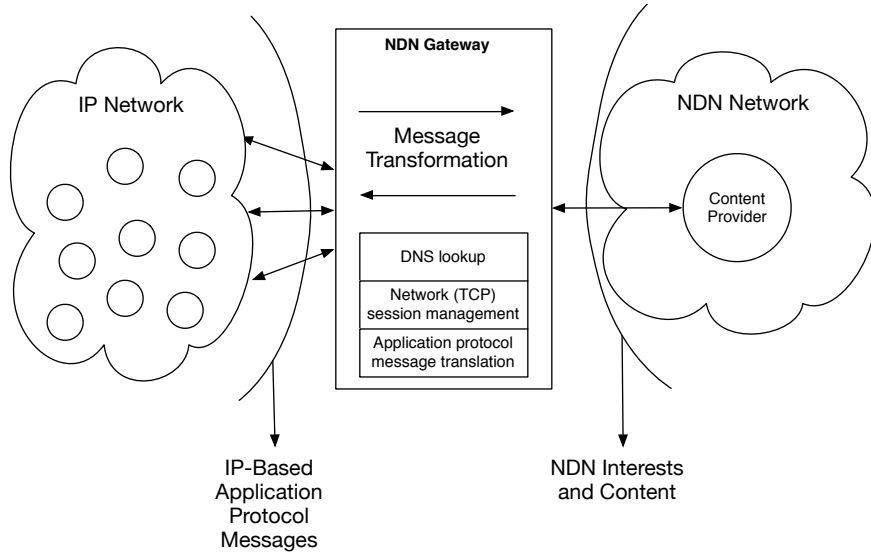 NDN Gateway
IP Network
NDN Network
Message
Transformation
Content
Provider
DNS lookup
Network (TCP)
session management
Application protocol
message translation
IP-Based
Application
Protocol
Messages
NDN Interests
and Content